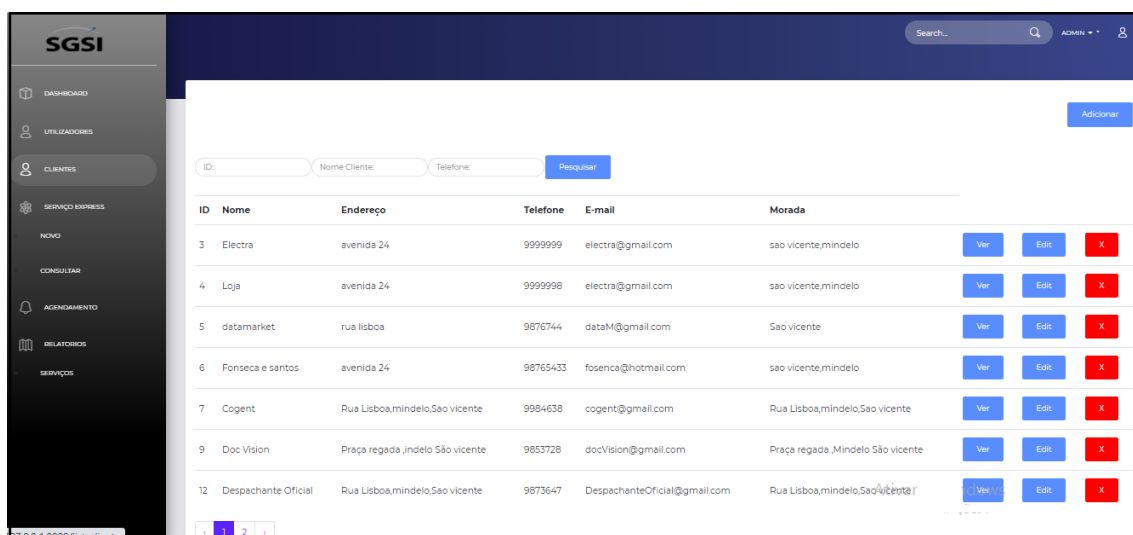 SGSI
Search...
ADMIN
DASHBOARD
UTILIZADORES
CLIENTES
SERVIÇO EXPRESS
NOVO
CONSULTAR
AGENDAMENTO
RELATORIOS
SERVIÇOS
Adicionar
ID: Nome Cliente: Telefone: Pesquisar
ID Nome Endereço Telefone E-mail Morada
3 Electra avenida 24 9999999 electra@gmail.com sao vicente,mindelo Ver Edit X
4 Loja avenida 24 9999998 electra@gmail.com sao vicente,mindelo Ver Edit X
5 datamarket rua lisboa 9876744 dataM@gmail.com Sao vicente Ver Edit X
6 Fonseca e santos avenida 24 98765433 fosenca@hotmail.com sao vicente,mindelo Ver Edit X
7 Cogent Rua Lisboa,mindelo,Sao vicente 9984638 cogent@gmail.com Rua Lisboa,mindelo,Sao vicente Ver Edit X
9 Doc Vision Praça regada ,indelo São vicente 9853728 docVision@gmail.com Praça regada ,Mindelo São vicente Ver Edit X
12 Despachante Oficial Rua Lisboa,mindelo,Sao vicente 9873647 DespachanteOficial@gmail.com Rua Lisboa,mindelo,Sao vicente Ver Edit X
Ativar
‹ 1 2 ›